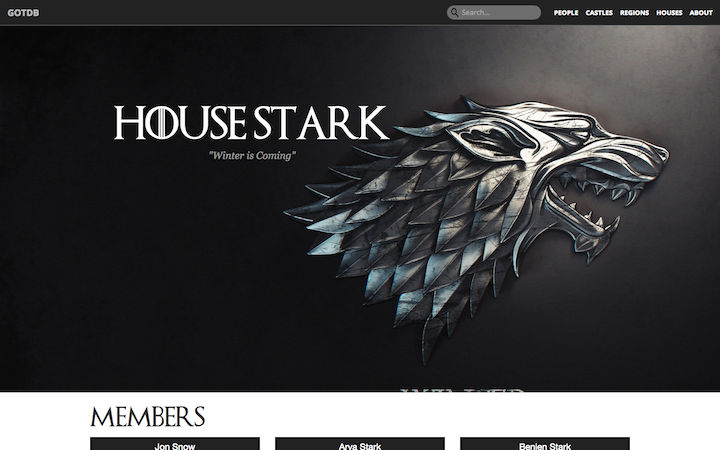 GOTDB
Search...
PEOPLE
CASTLES
REGIONS
HOUSES
ABOUT
HOUSE STARK
"Winter is Coming"
MEMBERS
Jon Snow
Arya Stark
Benjen Stark